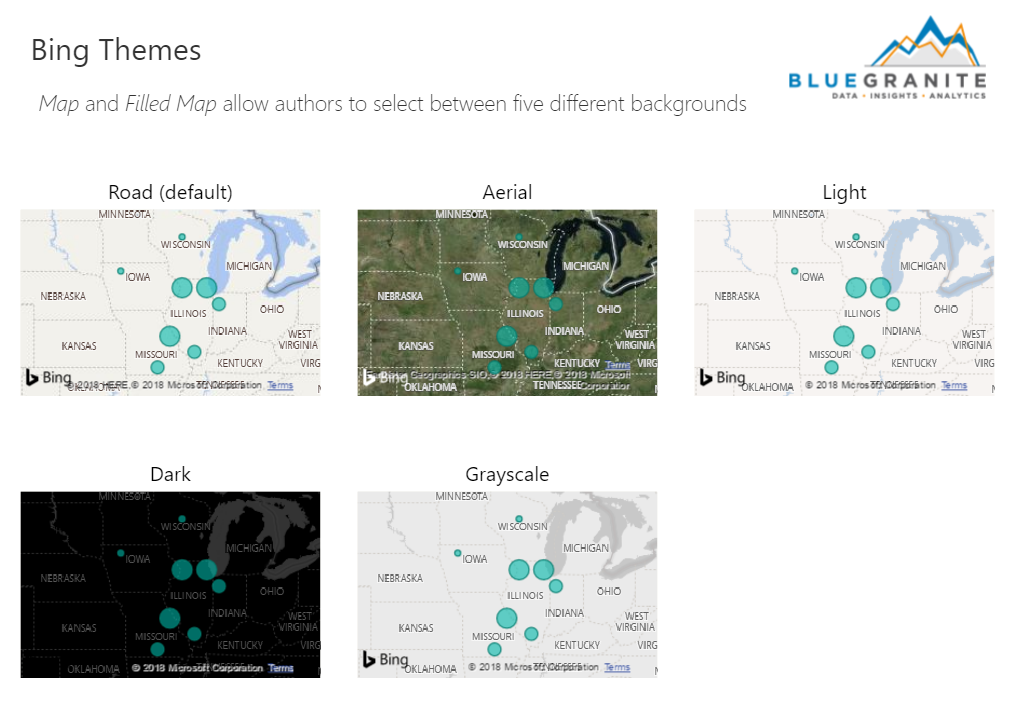 Bing Themes
BLUEGRANITE
DATA • INSIGHTS • ANALYTICS
Map and Filled Map allow authors to select between five different backgrounds
Road (default)
MINNESOTA
WISCONSIN
MICHIGAN
IOWA
NEBRASKA
ILLINOIS
OHIO
INDIANA
KANSAS
WEST
VIRGINIA
MISSOURI
KENTUCKY
VIRG
Bing
© 2018 HERE, © 2018 Microsoft Corporation Terms
OKLAHOMA
Aerial
MINNESOTA
WISCONSIN
MICHIGAN
IOWA
NEBRASKA
ILLINOIS
OHIO
INDIANA
KANSAS
WEST
VIRGINIA
MISSOURI
KENTUCKY
Terms
VIRG
Bing
Geographics SIO, © 2018 HERE © 2018 Microsoft
Corporation
OKLAHOMA
TENNESSEE
Light
MINNESOTA
WISCONSIN
MICHIGAN
IOWA
NEBRASKA
ILLINOIS
OHIO
INDIANA
KANSAS
WEST
VIRGINIA
MISSOURI
KENTUCKY
VIRG
Bing
© 2018 Microsoft Corporation Terms
OKLAHOMA
Dark
MINNESOTA
WISCONSIN
MICHIGAN
IOWA
NEBRASKA
ILLINOIS
OHIO
INDIANA
KANSAS
WEST
VIRGINIA
MISSOURI
KENTUCKY
VIRG
OKLAHOMA
© 2018 Microsoft Corporation Terms
Grayscale
MINNESOTA
WISCONSIN
MICHIGAN
IOWA
NEBRASKA
ILLINOIS
OHIO
INDIANA
KANSAS
WEST
VIRGINIA
MISSOURI
KENTUCKY
VIRG
Bing
© 2018 Microsoft Corporation Terms
OKLAHOMA